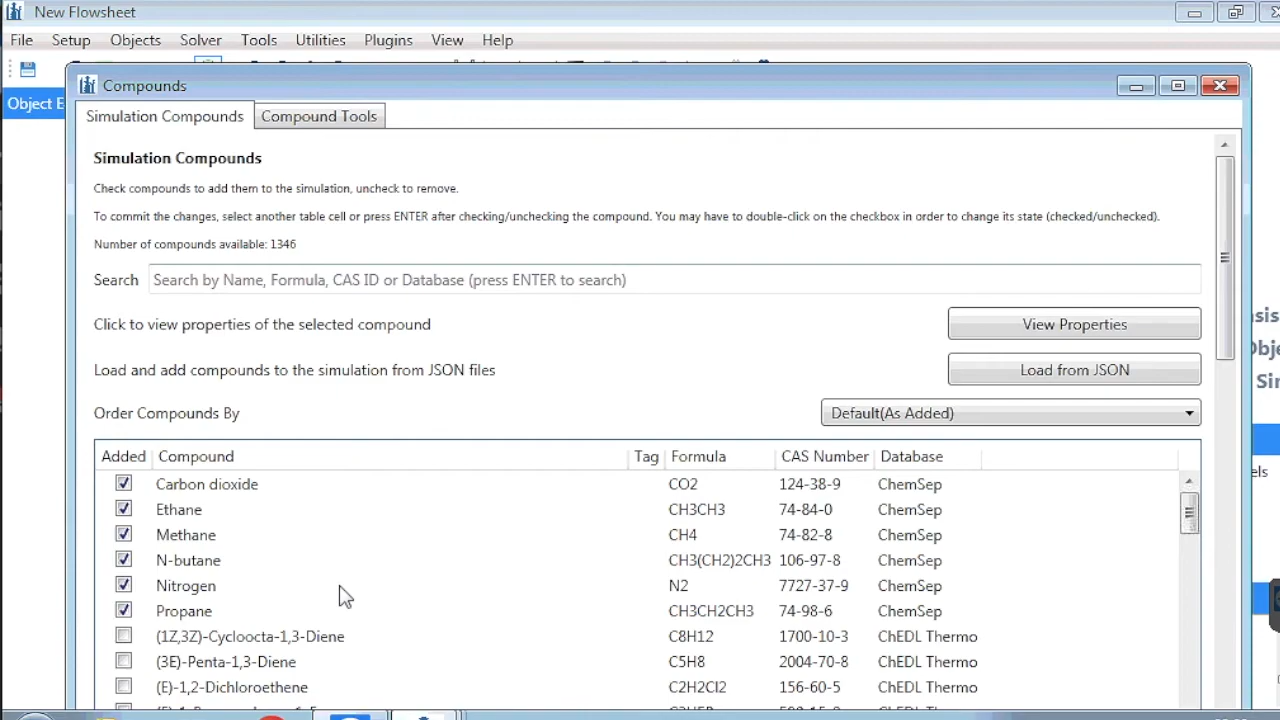 New Flowsheet
File Setup Objects Solver Tools Utilities Plugins View Help
Object E
Compounds
Simulation Compounds Compound Tools
Simulation Compounds
Check compounds to add them to the simulation, uncheck to remove.
To commit the changes, select another table cell or press ENTER after checking/unchecking the compound. You may have to double-click on the checkbox in order to change its state (checked/unchecked).
Number of compounds available: 1346
Search Search by Name, Formula, CAS ID or Database (press ENTER to search)
Click to view properties of the selected compound View Properties
Load and add compounds to the simulation from JSON files Load from JSON
Order Compounds By Default(As Added)
Added Compound Tag Formula CAS Number Database
Carbon dioxide CO2 124-38-9 ChemSep
Ethane CH3CH3 74-84-0 ChemSep
Methane CH4 74-82-8 ChemSep
N-butane CH3(CH2)2CH3 106-97-8 ChemSep
Nitrogen N2 7727-37-9 ChemSep
Propane CH3CH2CH3 74-98-6 ChemSep
(1Z,3Z)-Cycloocta-1,3-Diene C8H12 1700-10-3 ChEDL Thermo
(3E)-Penta-1,3-Diene C5H8 2004-70-8 ChEDL Thermo
(E)-1,2-Dichloroethene C2H2Cl2 156-60-5 ChEDL Thermo